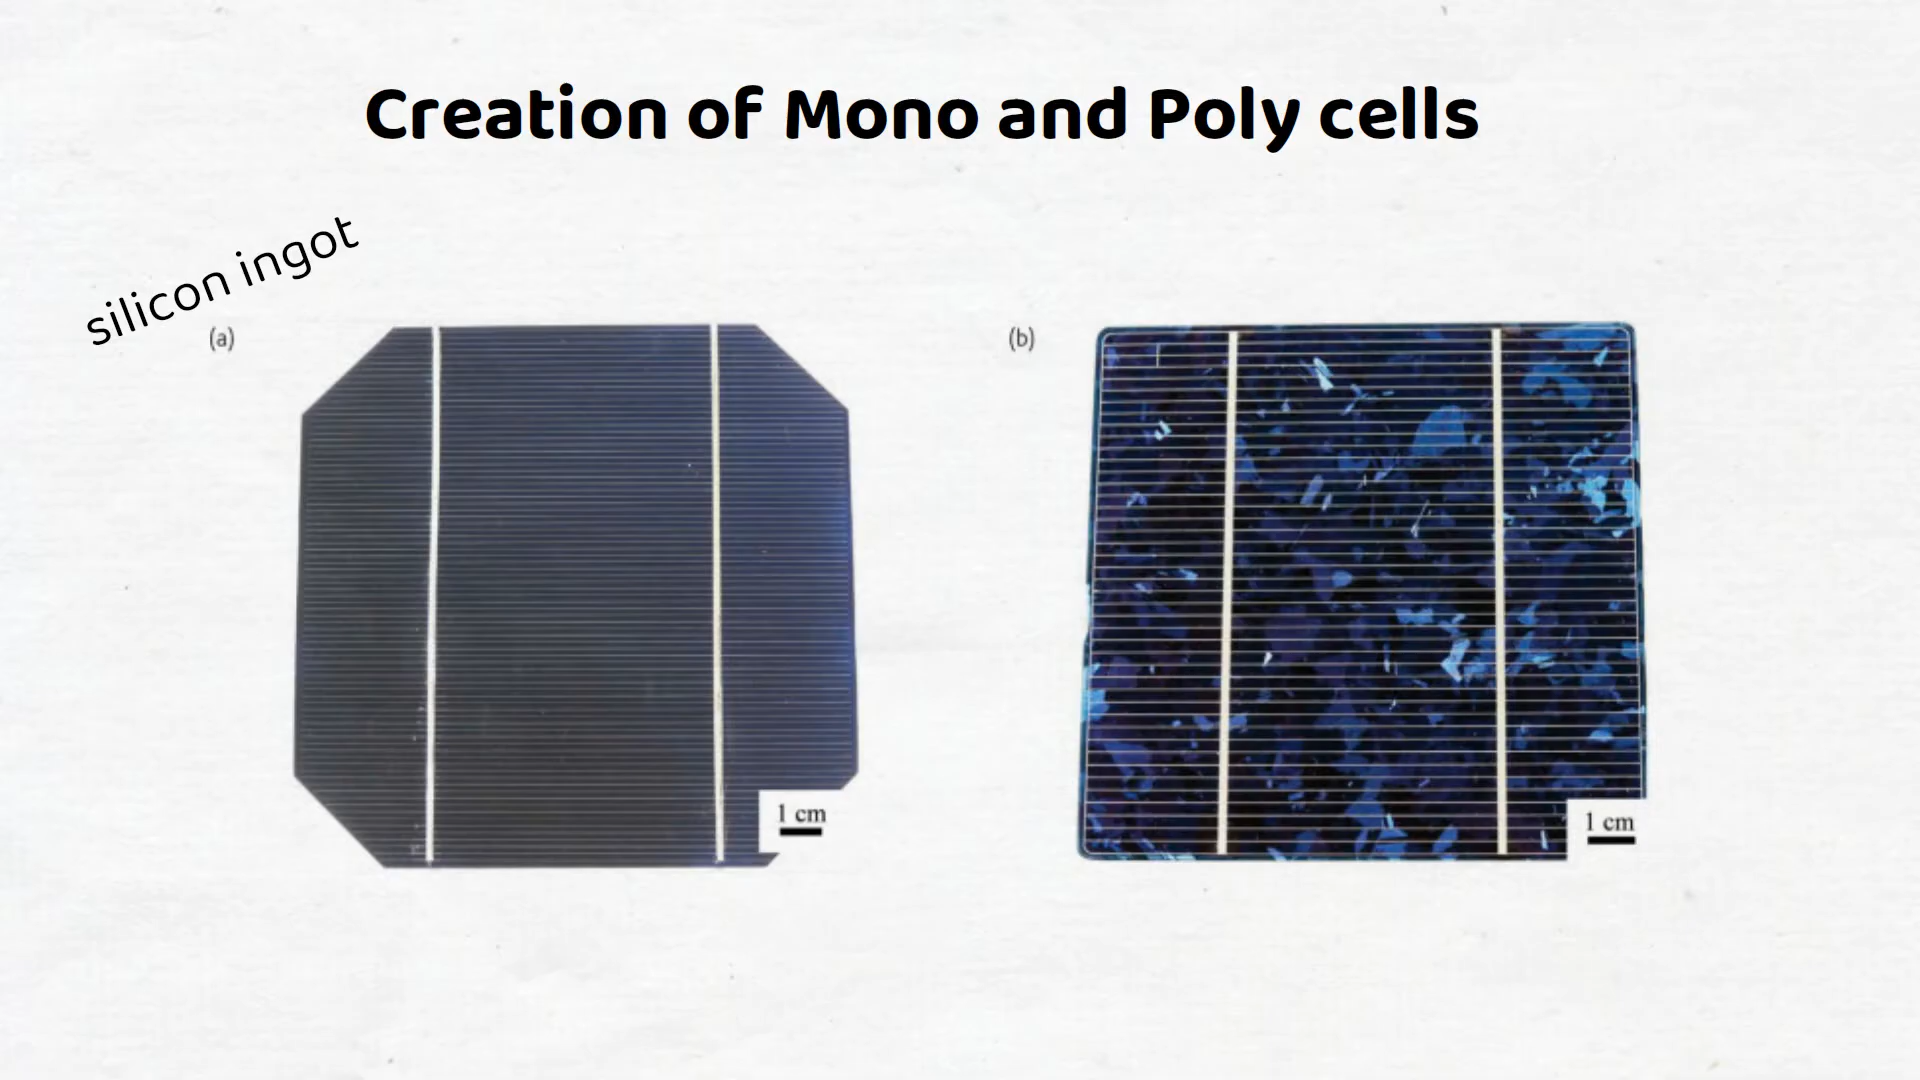 Creation of Mono and Poly cells
silicon ingot
(a)
(b)
1 cm
1 cm